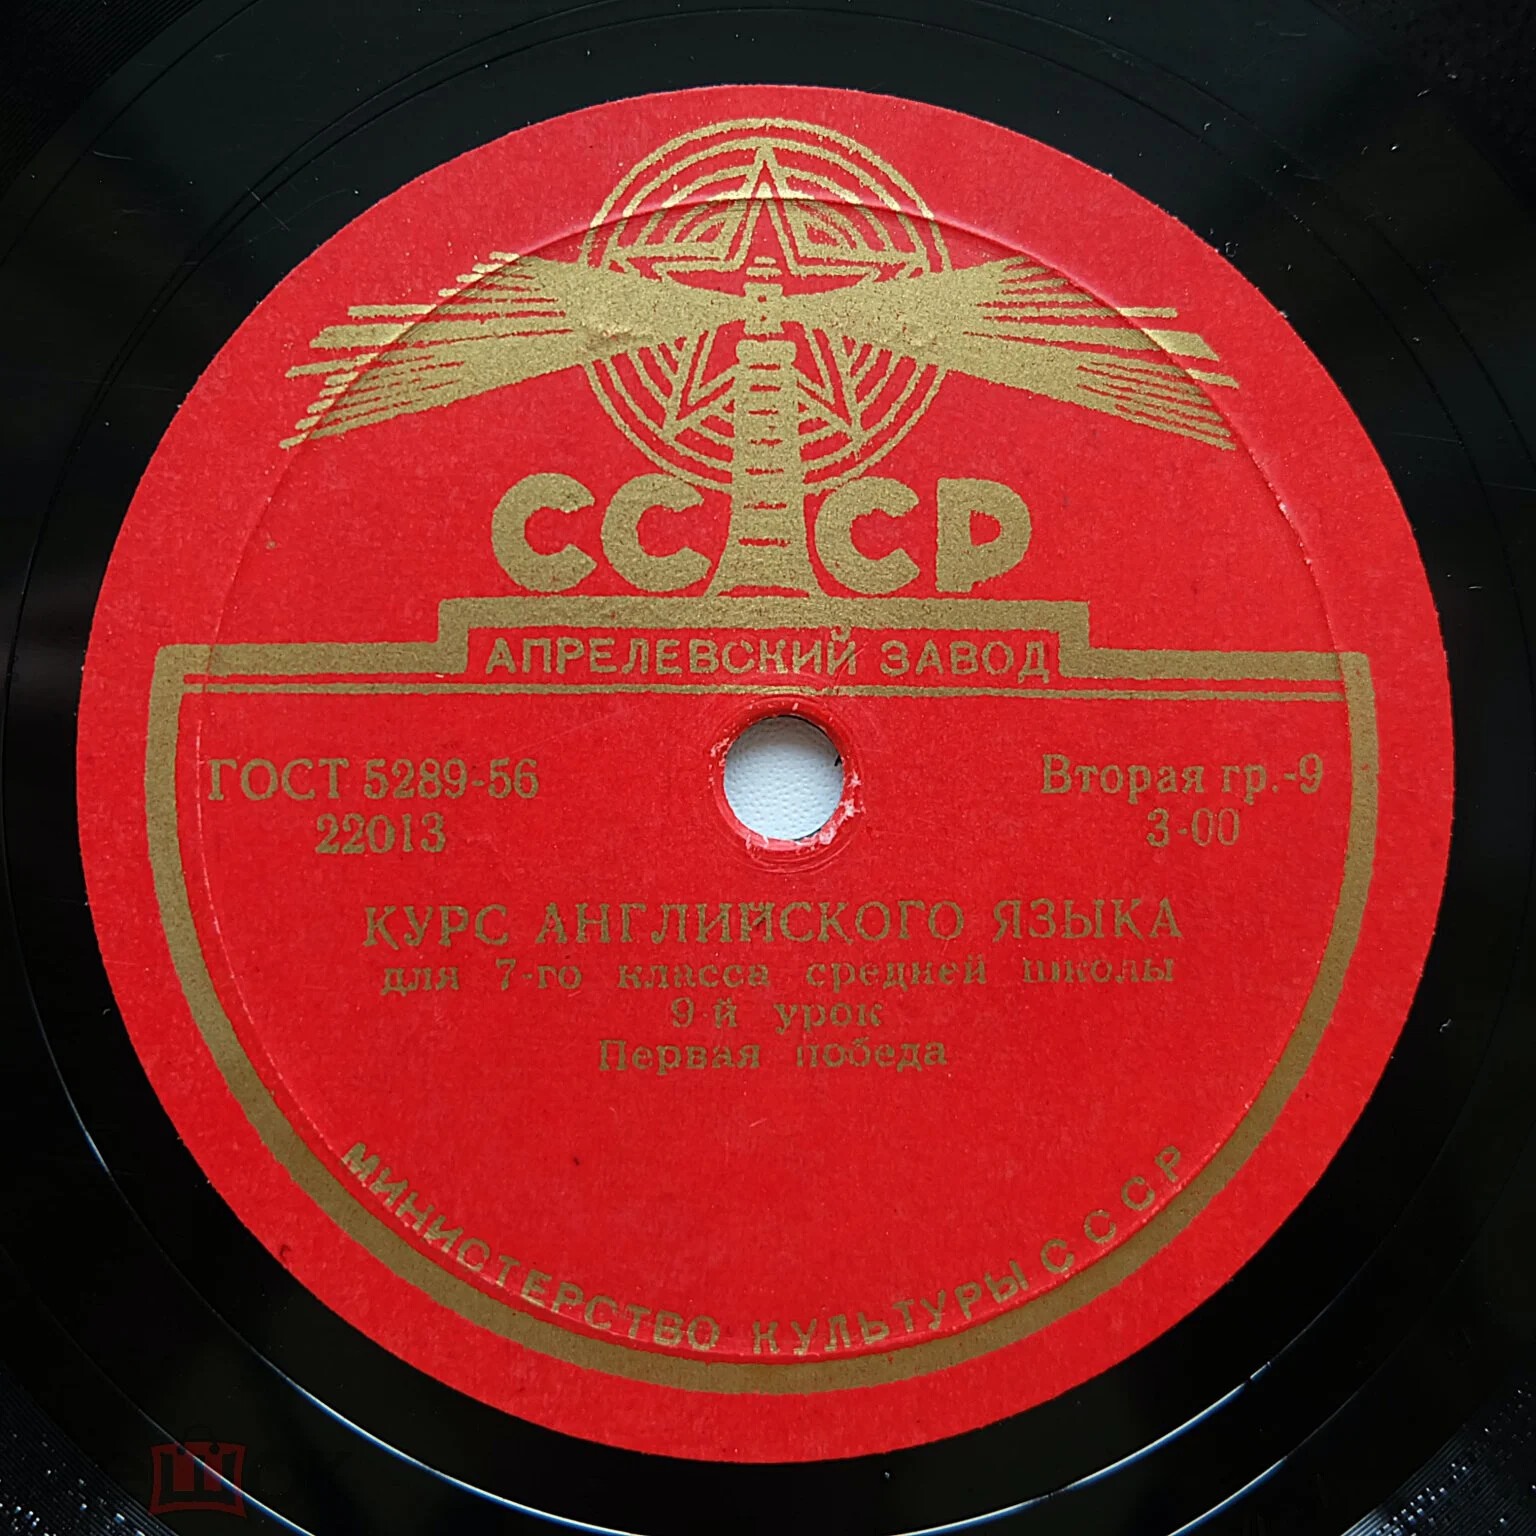 СССР
АПРЕЛЕВСКИЙ ЗАВОД
ГОСТ 5289-56
22013
Вторая гр.-9
3-00
КУРС АНГЛИЙСКОГО ЯЗЫКА
для 7-го класса средней школы
9-й урок
Первая победа
МИНИСТЕРСТВО КУЛЬТУРЫ СССР